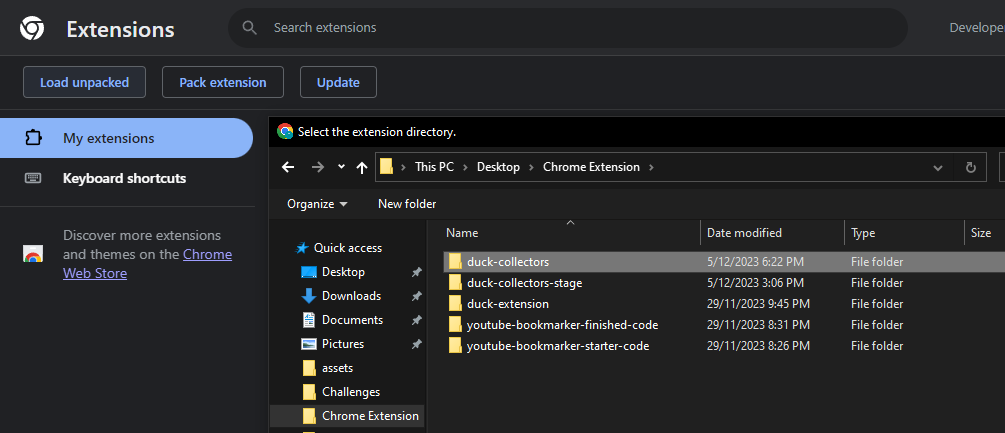 Extensions
Search extensions
Develope
Load unpacked
Pack extension
Update
My extensions
Keyboard shortcuts
Discover more extensions
and themes on the Chrome
Web Store
Select the extension directory.
This PC > Desktop > Chrome Extension >
Organize
New folder
Name Date modified Type Size
Quick access
Desktop
Downloads
Documents
Pictures
assets
Challenges
Chrome Extension
duck-collectors 5/12/2023 6:22 PM File folder
duck-collectors-stage 5/12/2023 3:06 PM File folder
duck-extension 29/11/2023 9:45 PM File folder
youtube-bookmarker-finished-code 29/11/2023 8:31 PM File folder
youtube-bookmarker-starter-code 29/11/2023 8:26 PM File folder